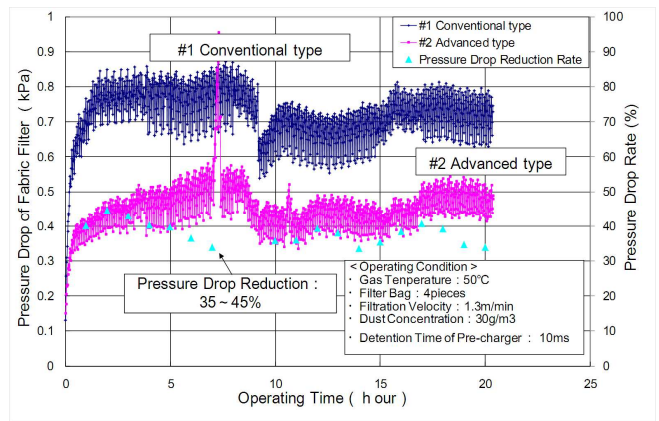 #1 Conventional type
#1 Conventional type
#2 Advanced type
Pressure Drop Reduction Rate
#2 Advanced type
Pressure Drop Reduction :
35 ~ 45%
< Operating Condition >
· Gas Tenperature : 50℃
· Filter Bag : 4pieces
· Filtration Velocity : 1.3m/min
· Dust Concentration : 30g/m3
· Detention Time of Pre-charger : 10ms
Pressure Drop of Fabric Filter ( kPa)
1
0.9
0.8
0.7
0.6
0.5
0.4
0.3
0.2
0.1
0
Pressure Drop Rate (%)
100
90
80
70
60
50
40
30
20
10
0
0 5 10 15 20 25
Operating Time ( h our )